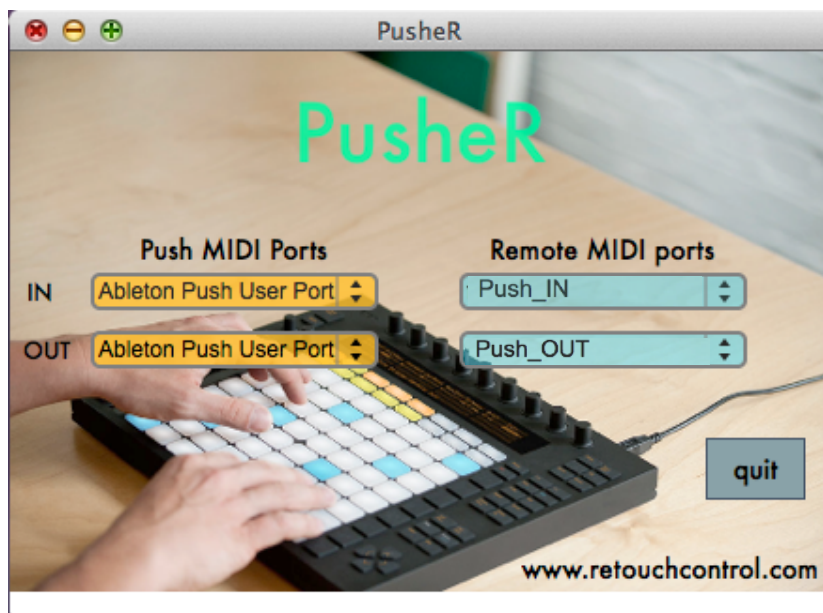 PusheR
PusheR
Push MIDI Ports
Remote MIDI ports
IN
Ableton Push User Port
Push_IN
OUT
Ableton Push User Port
Push_OUT
quit
www.retouchcontrol.com